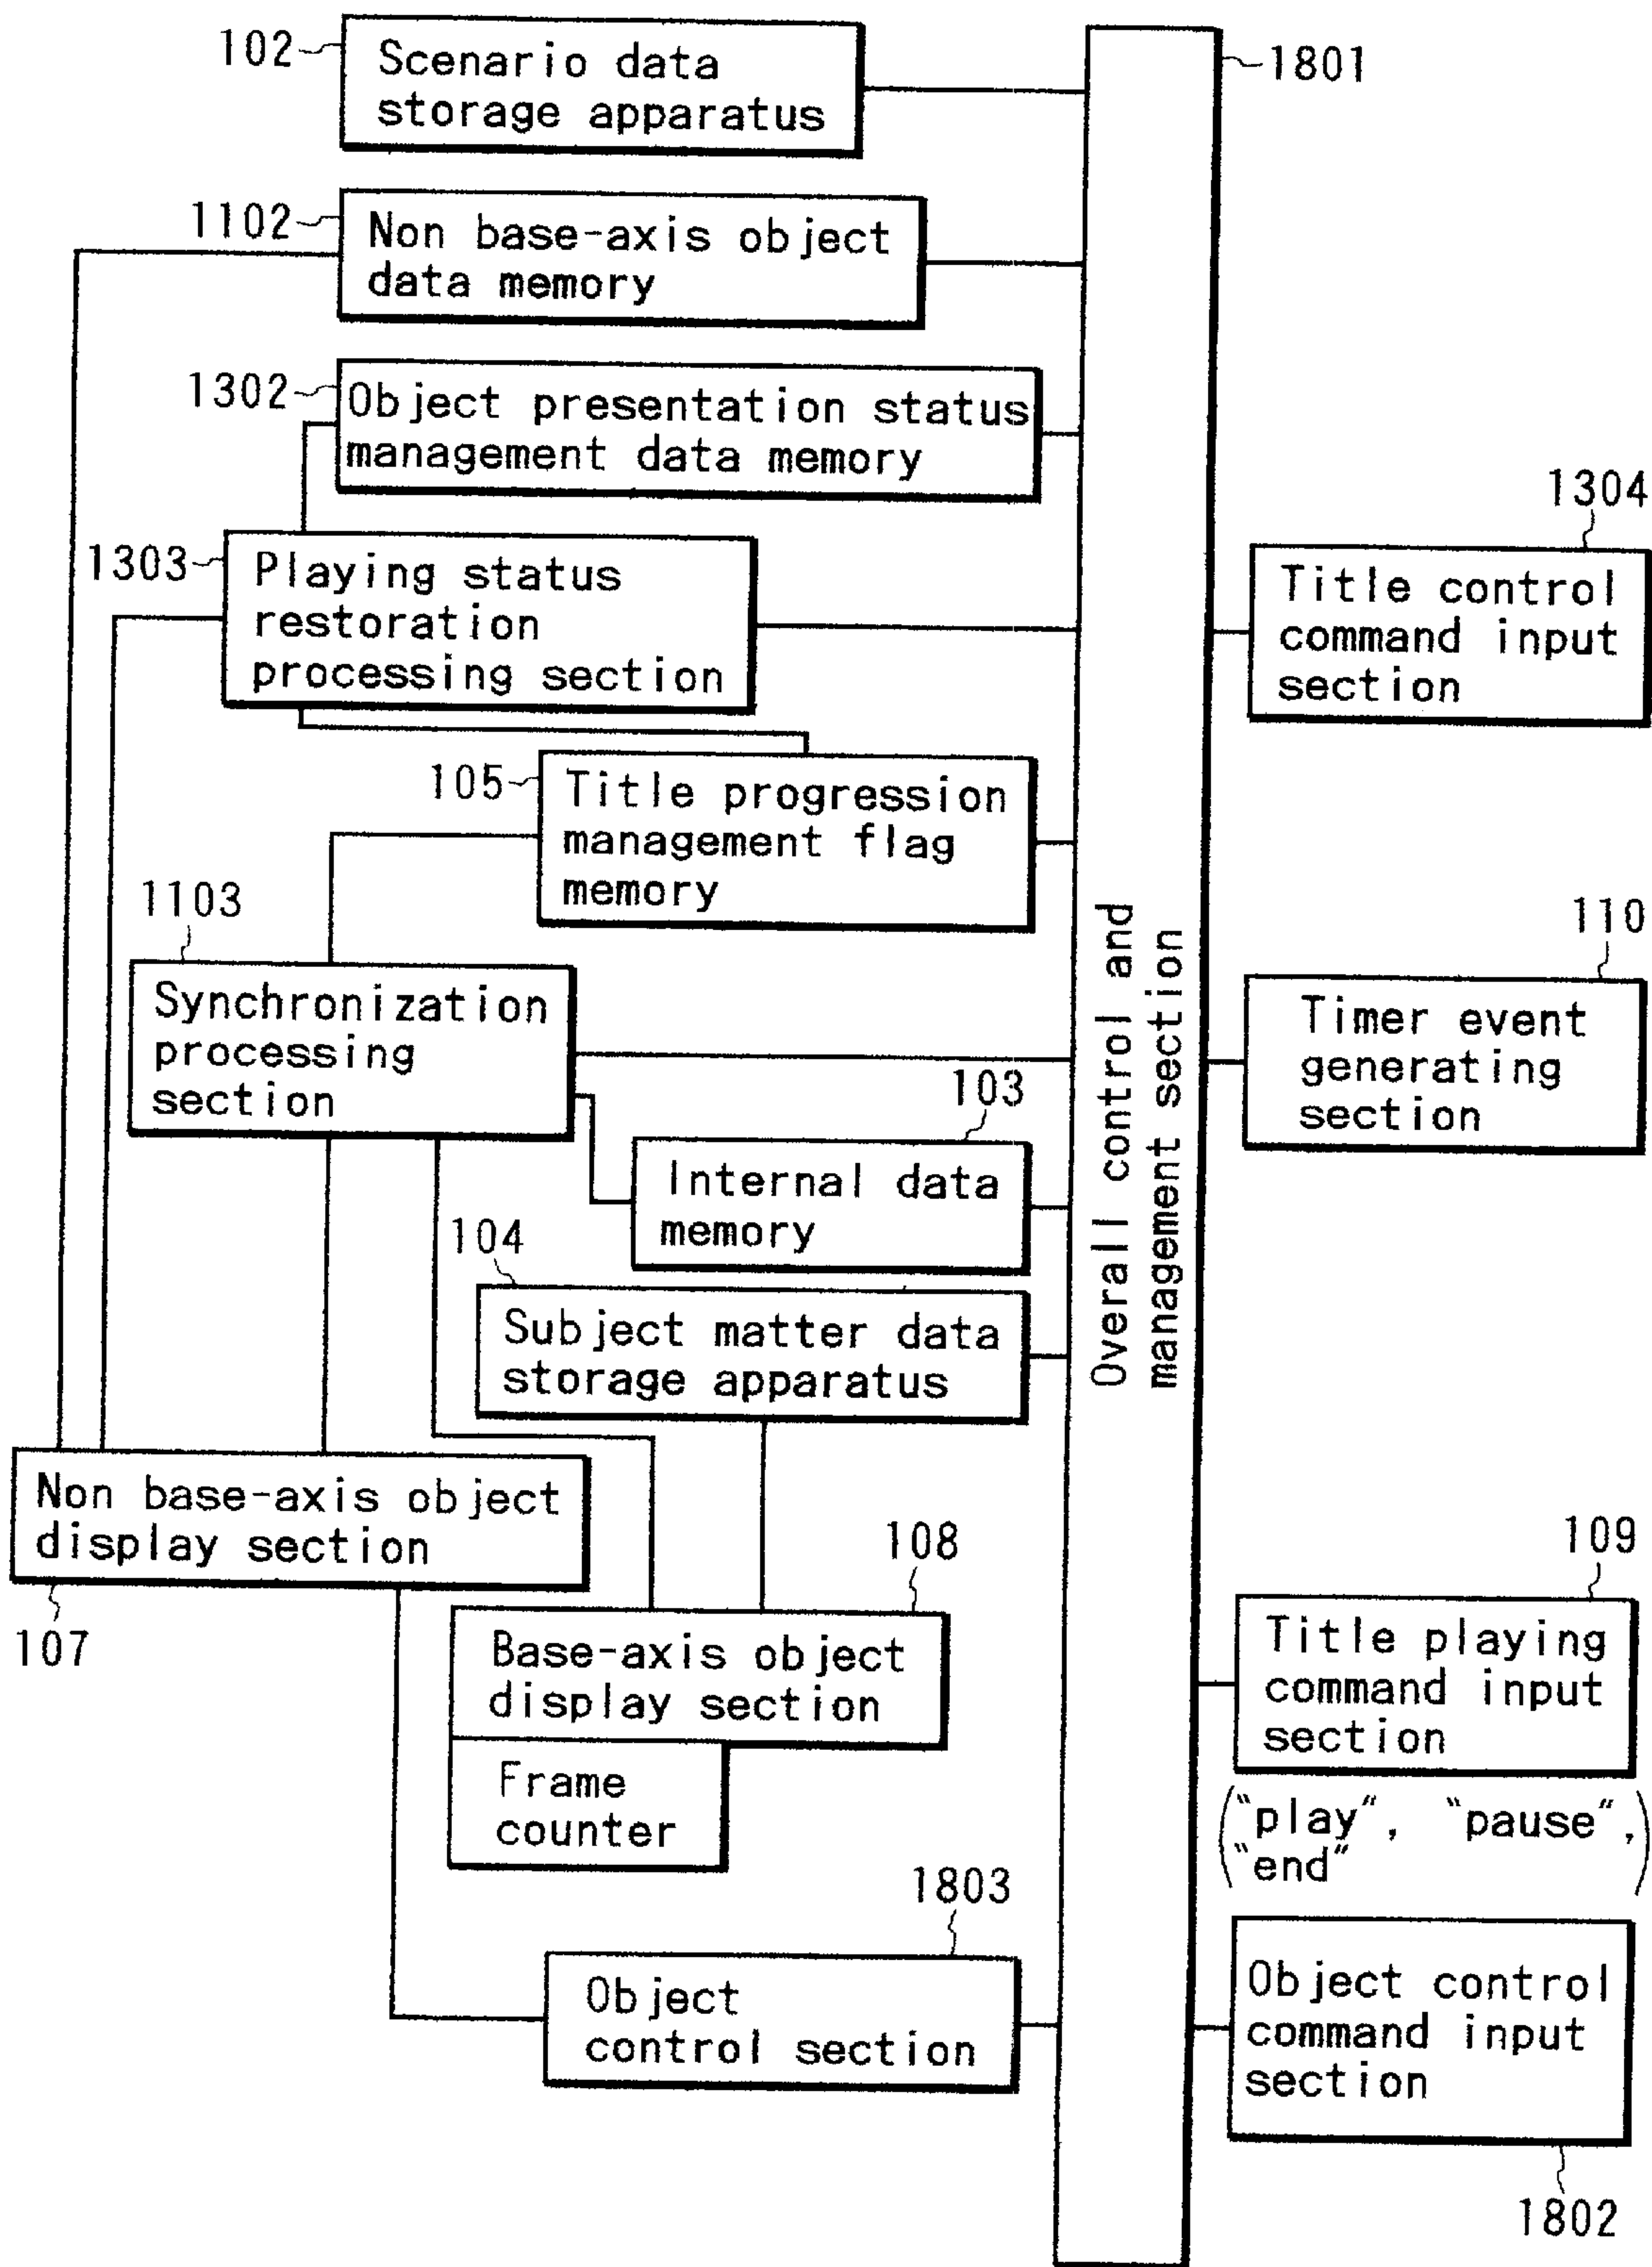 102
Scenario data
storage apparatus
1801
1102
Non base-axis object
data memory
1302
Object presentation status
management data memory
1303
Playing status
restoration
processing section
1304
Title control
command input
section
105
Title progression
management flag
memory
1103
Synchronization
processing
section
110
Timer event
generating
section
Overall control and
management section
103
Internal data
memory
104
Subject matter data
storage apparatus
Non base-axis object
display section
107
108
Base-axis object
display section
Frame
counter
109
Title playing
command input
section
("play", "pause",
"end")
1803
Object
control section
Object control
command input
section
1802